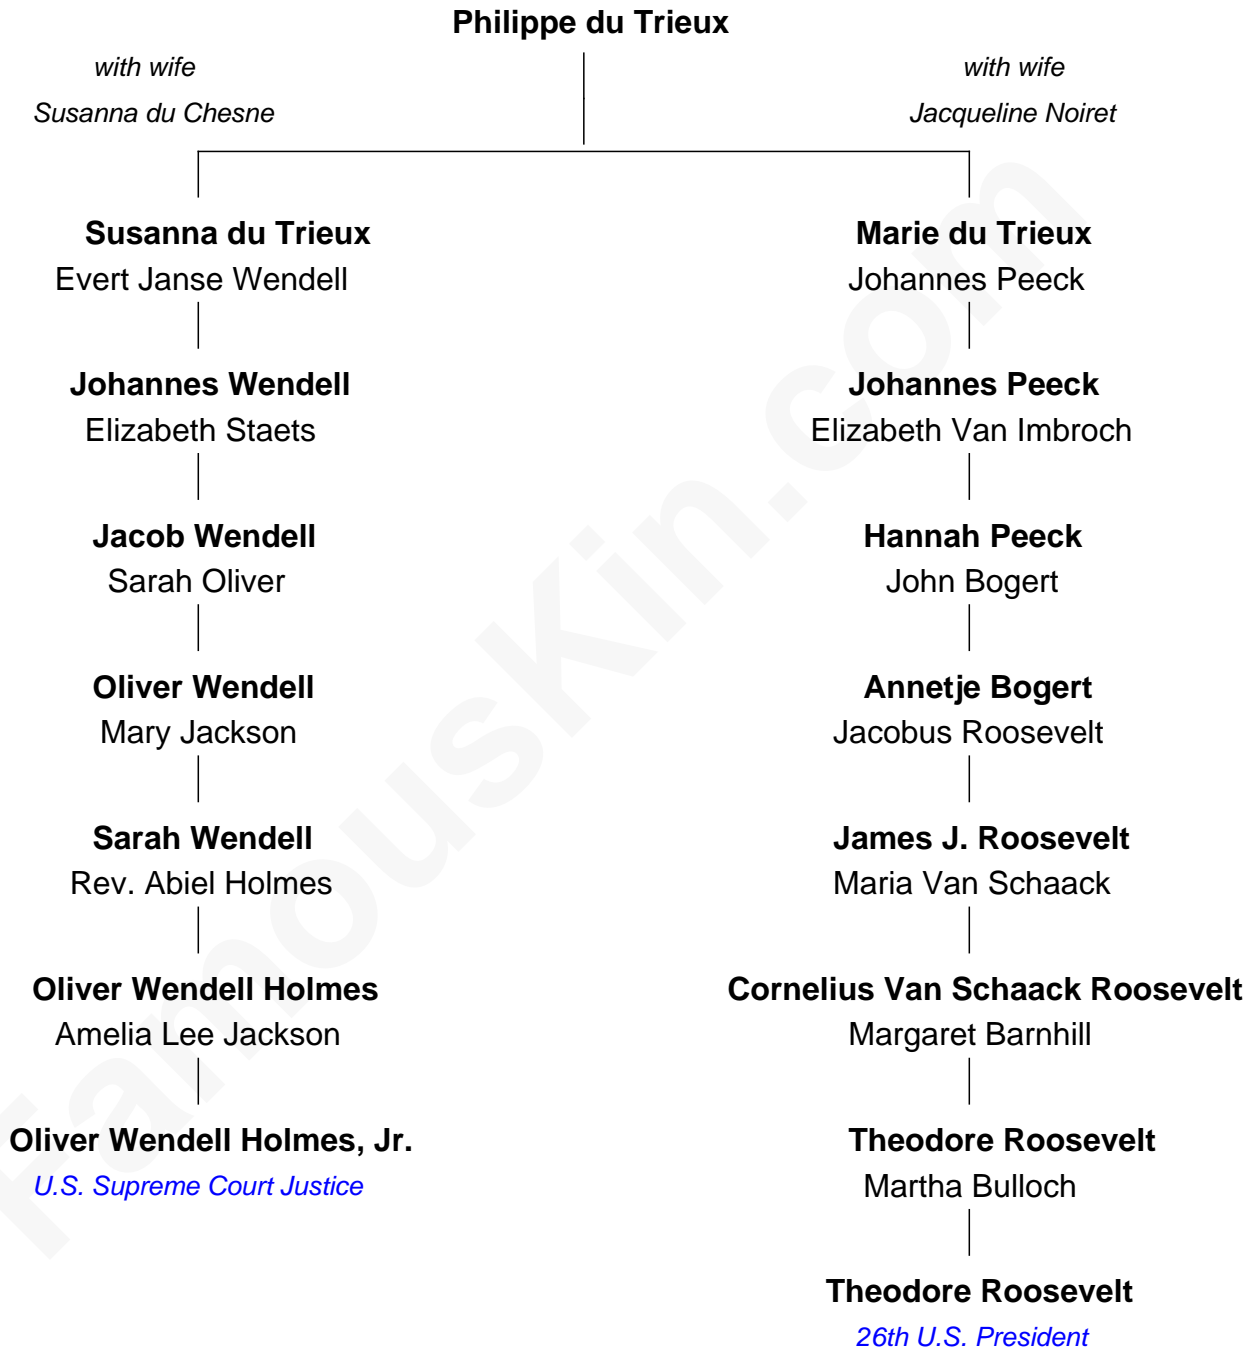 Philippe du Trieux
with wife
Susanna du Chesne
with wife
Jacqueline Noiret
Susanna du Trieux
Evert Janse Wendell
Marie du Trieux
Johannes Peeck
Johannes Wendell
Elizabeth Staets
Johannes Peeck
Elizabeth Van Imbroch
Jacob Wendell
Sarah Oliver
Hannah Peeck
John Bogert
Oliver Wendell
Mary Jackson
Annetje Bogert
Jacobus Roosevelt
Sarah Wendell
Rev. Abiel Holmes
James J. Roosevelt
Maria Van Schaack
Oliver Wendell Holmes
Amelia Lee Jackson
Cornelius Van Schaack Roosevelt
Margaret Barnhill
Oliver Wendell Holmes, Jr.
U.S. Supreme Court Justice
Theodore Roosevelt
Martha Bulloch
Theodore Roosevelt
26th U.S. President
FamousKin.com